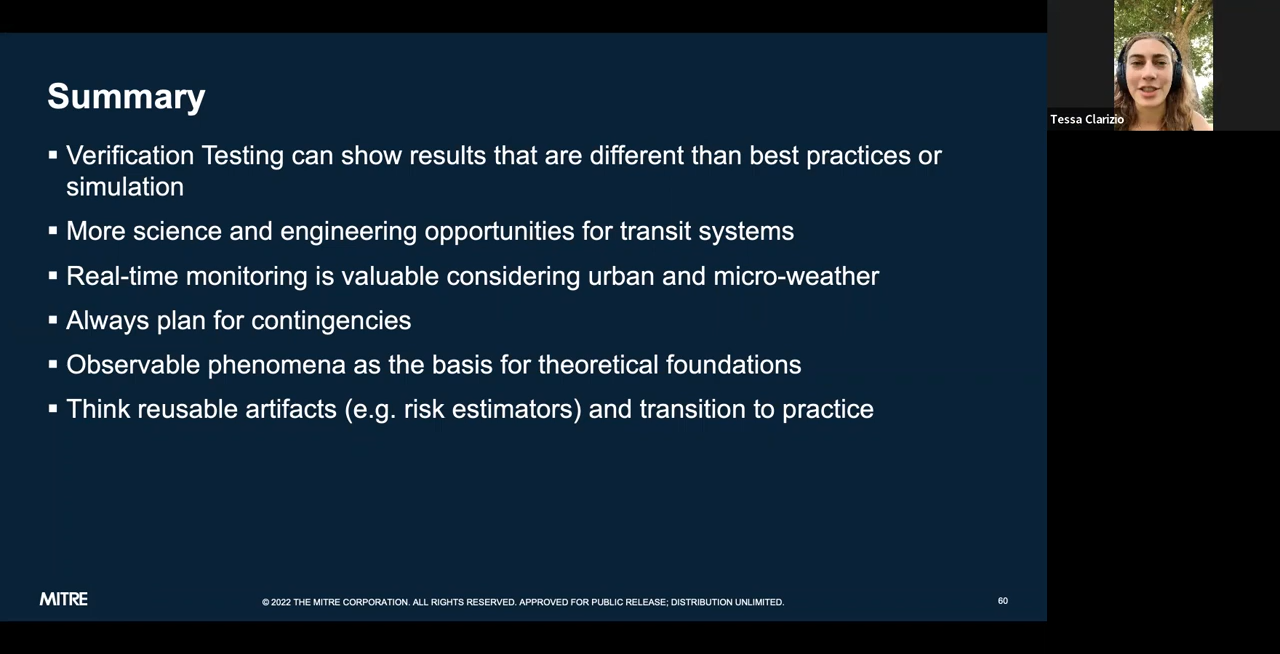 Summary
▪ Verification Testing can show results that are different than best practices or
simulation
▪ More science and engineering opportunities for transit systems
▪ Real-time monitoring is valuable considering urban and micro-weather
▪ Always plan for contingencies
▪ Observable phenomena as the basis for theoretical foundations
▪ Think reusable artifacts (e.g. risk estimators) and transition to practice
MITRE
© 2022 THE MITRE CORPORATION. ALL RIGHTS RESERVED. APPROVED FOR PUBLIC RELEASE; DISTRIBUTION UNLIMITED.
60
Tessa Clarizio